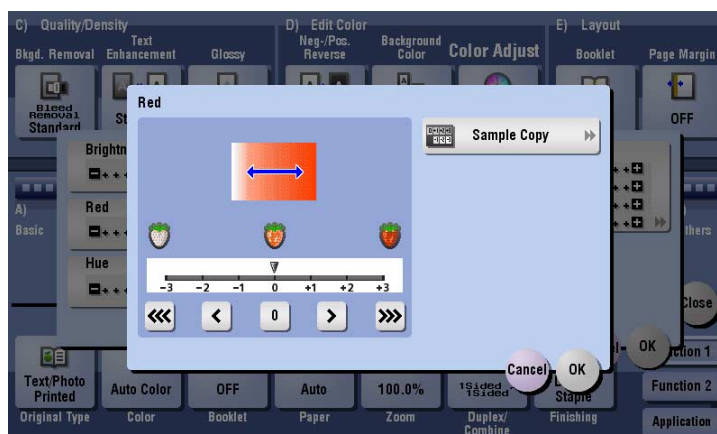 C) Quality/Density
D) Edit Color
E) Layout
Bkgd. Removal
Text
Enhancement
Glossy
Neg-/Pos.
Reverse
Background
Color
Color Adjust
Booklet
Page Margin
Bleed
Removal
Standard
St
OFF
Red
Sample Copy
Brightn
A)
Basic
Red
Hue
thers
-3 -2 -1 0 +1 +2 +3
0
Close
Cancel
OK
OK
ction 1
Text/Photo
Printed
Auto Color
OFF
Auto
100.0%
1Sided
1Sided
Staple
Function 2
Original Type
Color
Booklet
Paper
Zoom
Duplex/
Combine
Finishing
Application